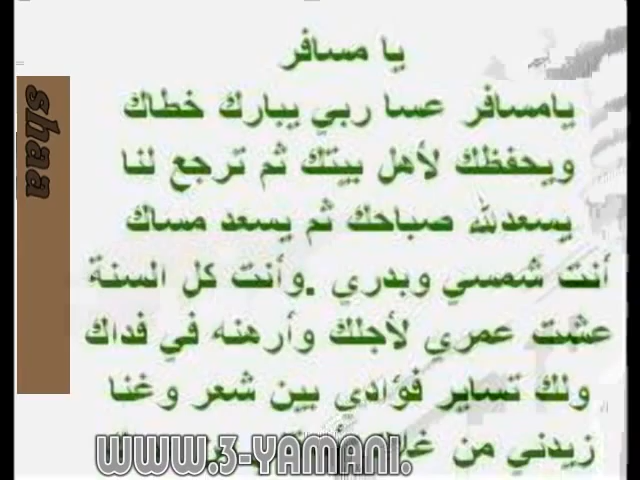 يا مسافر
يامسافر عسا ربي يبارك خطاك
ويحفظك لأهل بيتك ثم ترجع لنا
يسعدلله صباحك ثم يسعد مساك
أنت شمسي وبدري .وأنت كل السنة
عشت عمري لأجلك وأرهنه في فداك
ولك تساير فؤادي بين شعر وغنا
زيدني من
shaa
WWW.3-YAMANI.